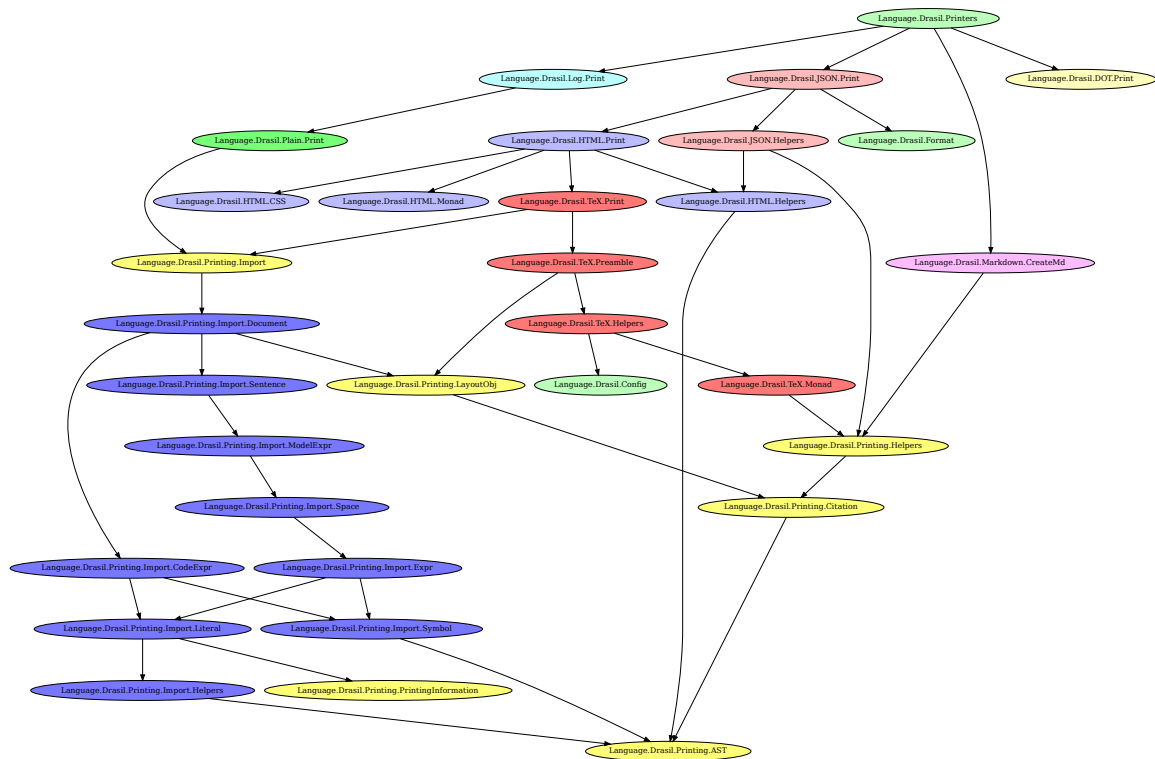 Language.Drasil.Printers
Language.Drasil.Log.Print
Language.Drasil.JSON.Print
Language.Drasil.DOT.Print
Language.Drasil.Plain.Print
Language.Drasil.HTML.Print
Language.Drasil.JSON.Helpers
Language.Drasil.Format
Language.Drasil.HTML.CSS
Language.Drasil.HTML.Monad
Language.Drasil.TeX.Print
Language.Drasil.HTML.Helpers
Language.Drasil.Printing.Import
Language.Drasil.TeX.Preamble
Language.Drasil.Markdown.CreateMd
Language.Drasil.Printing.Import.Document
Language.Drasil.TeX.Helpers
Language.Drasil.Printing.Import.Sentence
Language.Drasil.Printing.LayoutObj
Language.Drasil.Config
Language.Drasil.TeX.Monad
Language.Drasil.Printing.Import.ModelExpr
Language.Drasil.Printing.Helpers
Language.Drasil.Printing.Import.Space
Language.Drasil.Printing.Citation
Language.Drasil.Printing.Import.CodeExpr
Language.Drasil.Printing.Import.Expr
Language.Drasil.Printing.Import.Literal
Language.Drasil.Printing.Import.Symbol
Language.Drasil.Printing.Import.Helpers
Language.Drasil.Printing.PrintingInformation
Language.Drasil.Printing.AST